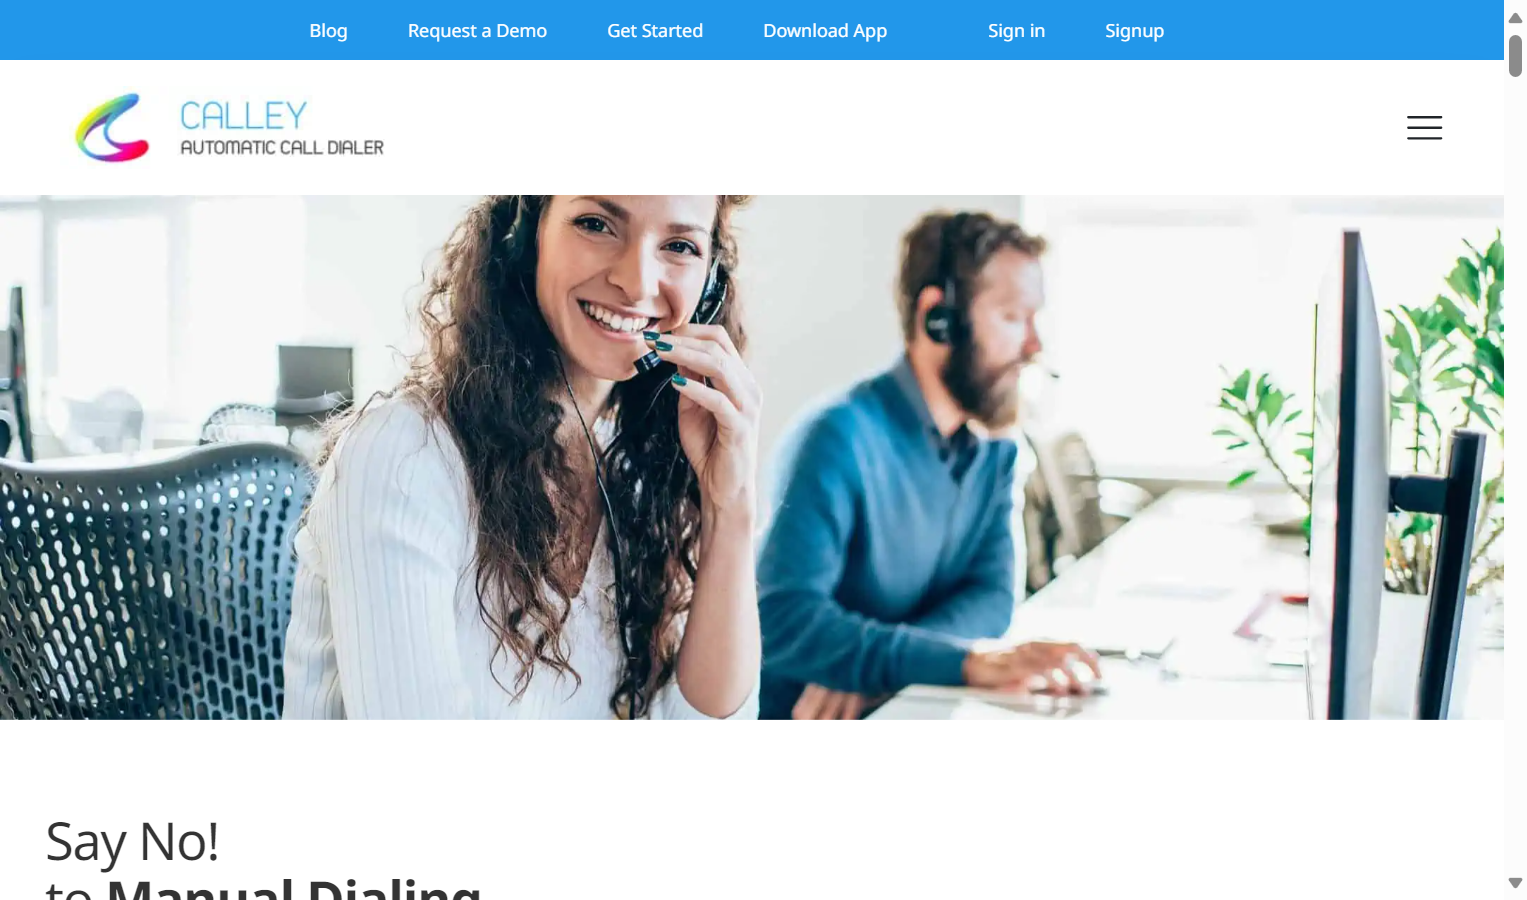 Blog Request a Demo Get Started Download App Sign in Signup
CALLEY
AUTOMATIC CALL DIALER
Say No!
to Manual Dialing